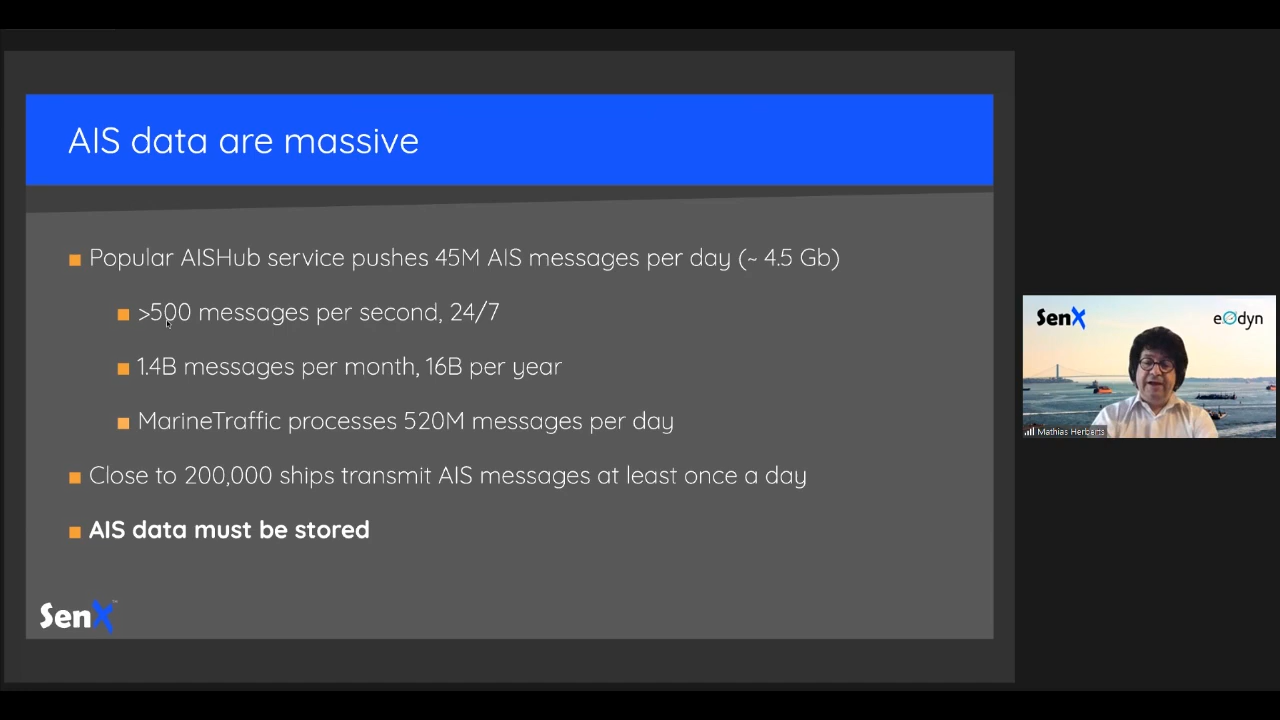 AIS data are massive
Popular AISHub service pushes 45M AIS messages per day (~ 4.5 Gb)
>500 messages per second, 24/7
1.4B messages per month, 16B per year
MarineTraffic processes 520M messages per day
Close to 200,000 ships transmit AIS messages at least once a day
AIS data must be stored
SenX™
SenX
eOdyn
Mathias Herberts